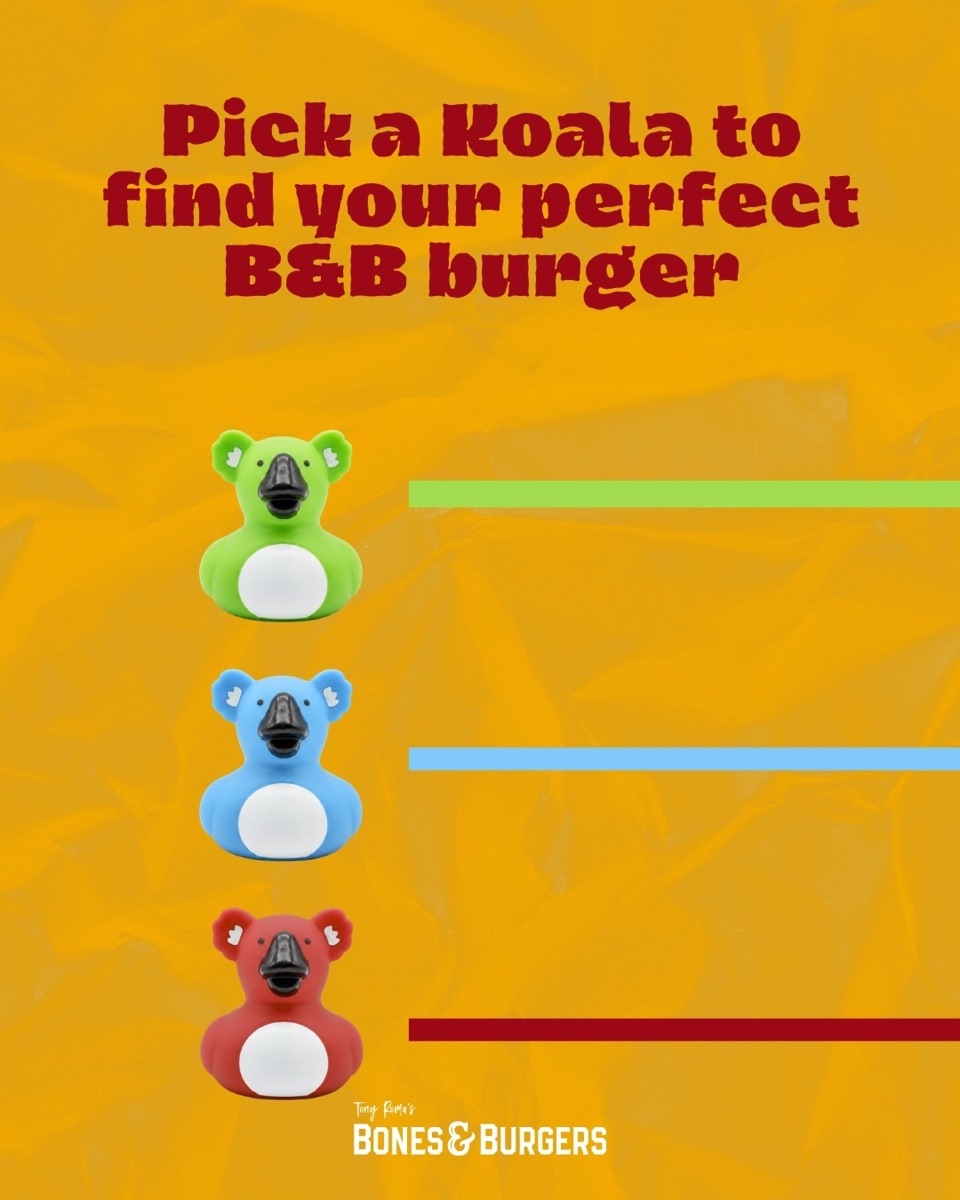 Pick a Koala to
find your perfect
B&B burger
Tony Roma's
BONES&BURGERS